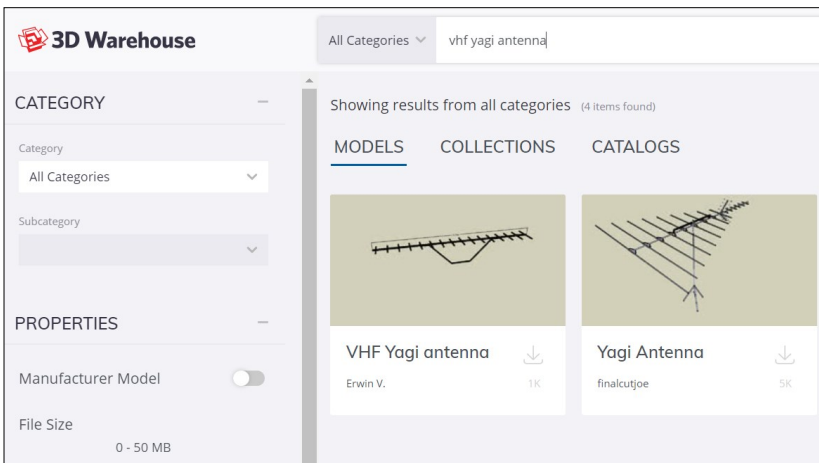 3D Warehouse
All Categories
vhf yagi antenna
CATEGORY
Category
All Categories
Subcategory
PROPERTIES
Manufacturer Model
File Size
0 - 50 MB
Showing results from all categories (4 items found)
MODELS COLLECTIONS CATALOGS
VHF Yagi antenna
Erwin V. 1K
Yagi Antenna
finalcutjoe 5K